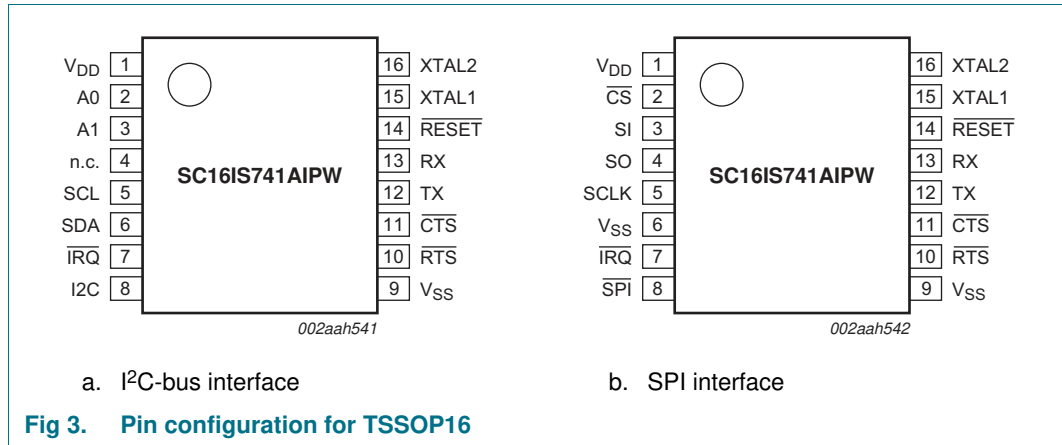 VDD 1
A0 2
A1 3
n.c. 4
SCL 5
SDA 6
IRQ 7
I2C 8
SC16IS741AIPW
16 XTAL2
15 XTAL1
14 RESET
13 RX
12 TX
11 CTS
10 RTS
9 VSS
002aah541
a. I2C-bus interface
VDD 1
CS 2
SI 3
SO 4
SCLK 5
VSS 6
IRQ 7
SPI 8
SC16IS741AIPW
16 XTAL2
15 XTAL1
14 RESET
13 RX
12 TX
11 CTS
10 RTS
9 VSS
002aah542
b. SPI interface
Fig 3. Pin configuration for TSSOP16